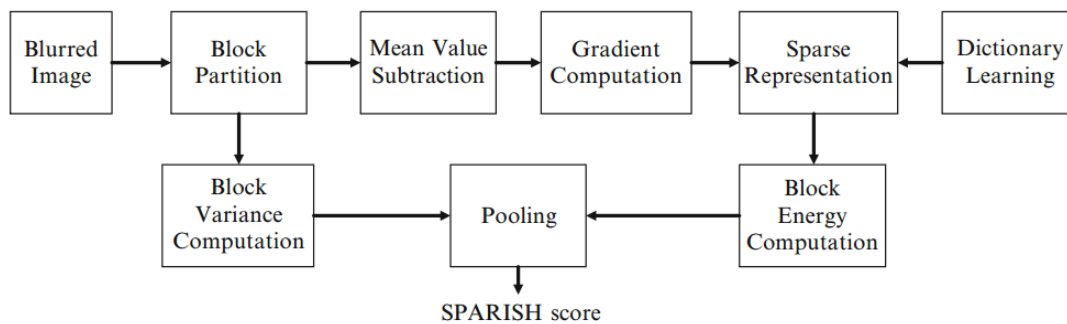 Blurred
Image
Block
Partition
Mean Value
Subtraction
Gradient
Computation
Sparse
Representation
Dictionary
Learning
Block
Variance
Computation
Pooling
Block
Energy
Computation
SPARISH score